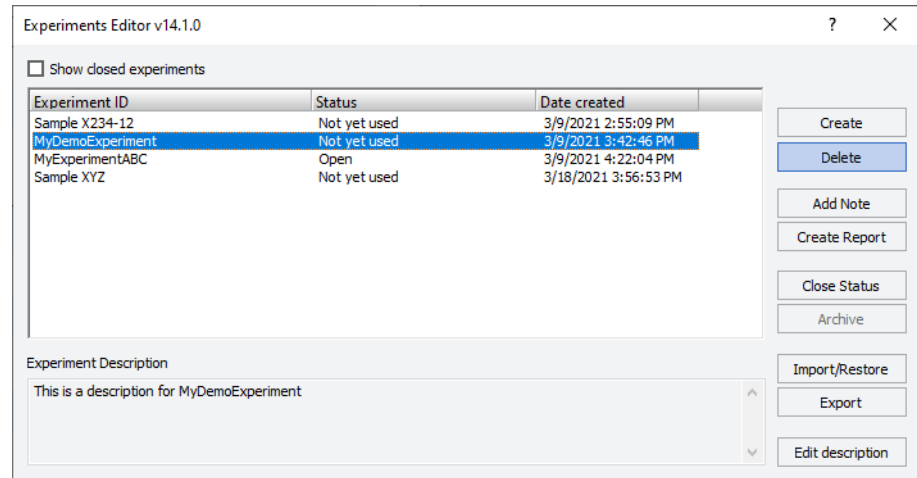 Experiments Editor v14.1.0 ?
Show closed experiments
Experiment ID Status Date created
Sample X234-12 Not yet used 3/9/2021 2:55:09 PM
MyDemoExperiment Not yet used 3/9/2021 3:42:46 PM
MyExperimentABC Open 3/9/2021 4:22:04 PM
Sample XYZ Not yet used 3/18/2021 3:56:53 PM
Create
Delete
Add Note
Create Report
Close Status
Archive
Import/Restore
Export
Edit description
Experiment Description
This is a description for MyDemoExperiment